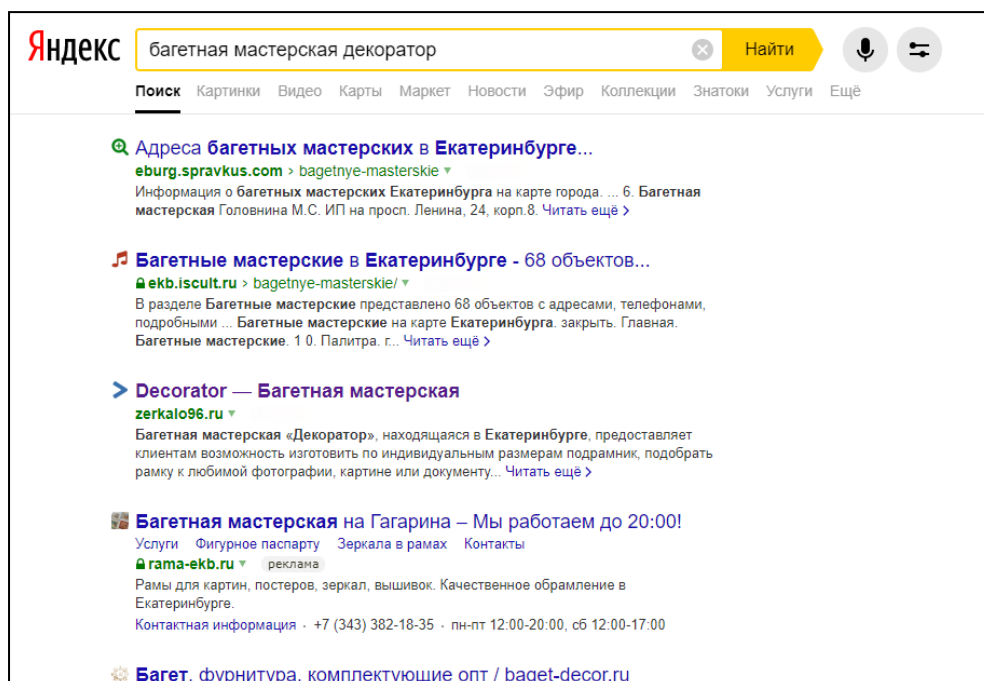 Яндекс багетная мастерская декоратор Найти
Поиск Картинки Видео Карты Маркет Новости Эфир Коллекции Знатоки Услуги Ещё
Адреса багетных мастерских в Екатеринбурге...
eburg.spravkus.com › bagetnye-masterskie
Информация о багетных мастерских Екатеринбурга на карте города. ... 6. Багетная
мастерская Головнина М.С. ИП на просп. Ленина, 24, корп.8. Читать ещё >
Багетные мастерские в Екатеринбурге - 68 объектов...
ekb.iscult.ru › bagetnye-masterskie/
В разделе Багетные мастерские представлено 68 объектов с адресами, телефонами,
подробными ... Багетные мастерские на карте Екатеринбурга. закрыть. Главная.
Багетные мастерские. 1 0. Палитра. г... Читать ещё >
Decorator — Багетная мастерская
zerkalo96.ru
Багетная мастерская «Декоратор», находящаяся в Екатеринбурге, предоставляет
клиентам возможность изготовить по индивидуальным размерам подрамник, подобрать
рамку к любимой фотографии, картине или документу... Читать ещё >
Багетная мастерская на Гагарина – Мы работаем до 20:00!
Услуги Фигурное паспарту Зеркала в рамах Контакты
rama-ekb.ru реклама
Рамы для картин, постеров, зеркал, вышивок. Качественное обрамление в
Екатеринбурге.
Контактная информация · +7 (343) 382-18-35 · пн-пт 12:00-20:00, сб 12:00-17:00
Багет, фурнитура, комплектующие опт / baget-decor.ru